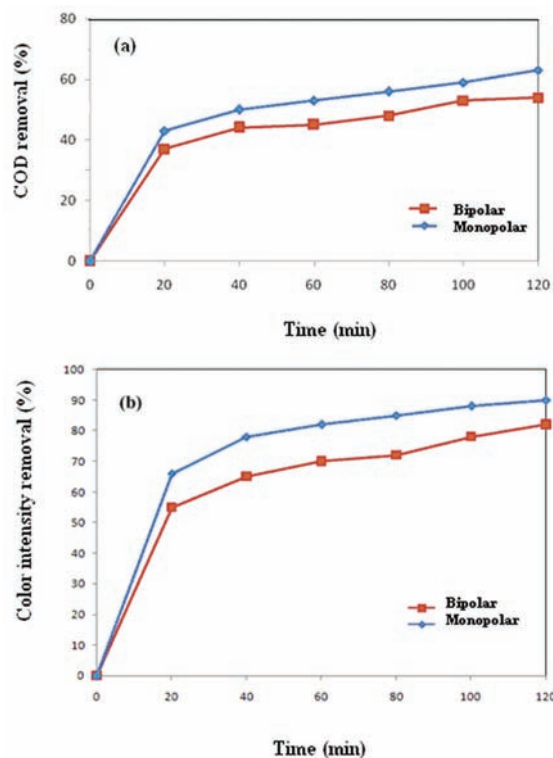 80
(a)
60
40
20
0
COD removal (%)
Bipolar
Monopolar
0 20 40 60 80 100 120
Time (min)
100
90
(b)
80
70
60
50
40
30
20
10
0
Color intensity removal (%)
Bipolar
Monopolar
0 20 40 60 80 100 120
Time (min)